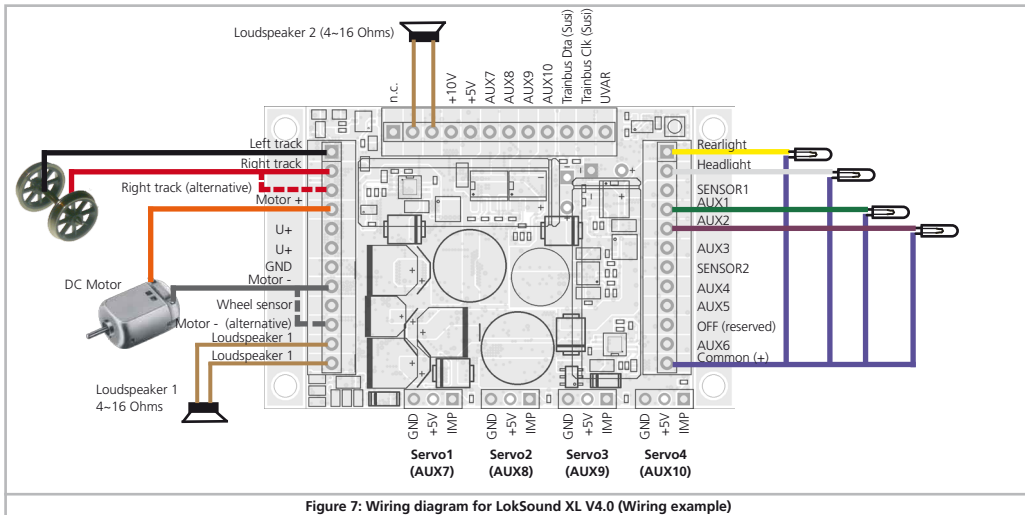 Loudspeaker 2 (4~16 Ohms)
n.c.
+10V
+5V
AUX7
AUX8
AUX9
AUX10
Trainbus Dta (Susi)
Trainbus Clk (Susi)
UVAR
Left track
Right track
Right track (alternative)
Motor +
U+
U+
GND
Motor -
DC Motor
Wheel sensor
Motor - (alternative)
Loudspeaker 1
Loudspeaker 1
Loudspeaker 1
4~16 Ohms
Rearlight
Headlight
SENSOR1
AUX1
AUX2
AUX3
SENSOR2
AUX4
AUX5
OFF (reserved)
AUX6
Common (+)
GND
+5V
IMP
GND
+5V
IMP
GND
+5V
IMP
GND
+5V
IMP
Servo1
(AUX7)
Servo2
(AUX8)
Servo3
(AUX9)
Servo4
(AUX10)
Figure 7: Wiring diagram for LokSound XL V4.0 (Wiring example)